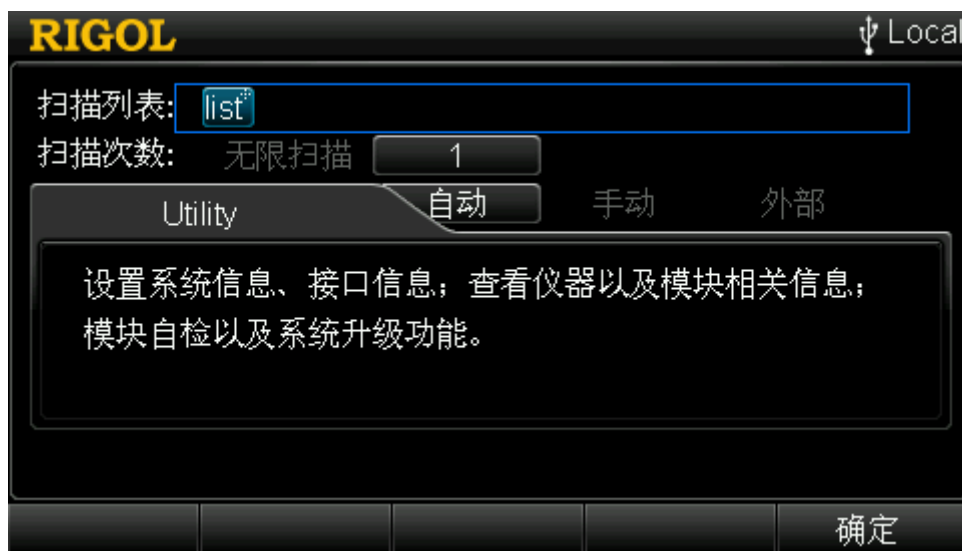 RIGOL Local
扫描列表: list
扫描次数: 无限扫描 1
Utility 自动 手动 外部
设置系统信息、接口信息；查看仪器以及模块相关信息；
模块自检以及系统升级功能。
确定